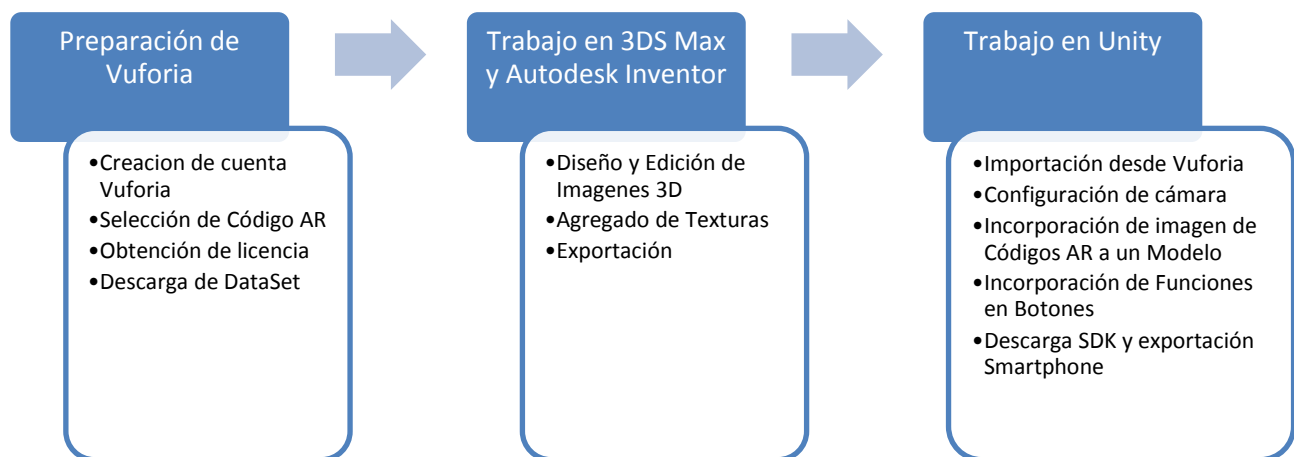 Preparación de
Vuforia
•Creacion de cuenta
Vuforia
•Selección de Código AR
•Obtención de licencia
•Descarga de DataSet
Trabajo en 3DS Max
y Autodesk Inventor
•Diseño y Edición de
Imagenes 3D
•Agregado de Texturas
•Exportación
Trabajo en Unity
•Importación desde Vuforia
•Configuración de cámara
•Incorporación de imagen de
Códigos AR a un Modelo
•Incorporación de Funciones
en Botones
•Descarga SDK y exportación
Smartphone